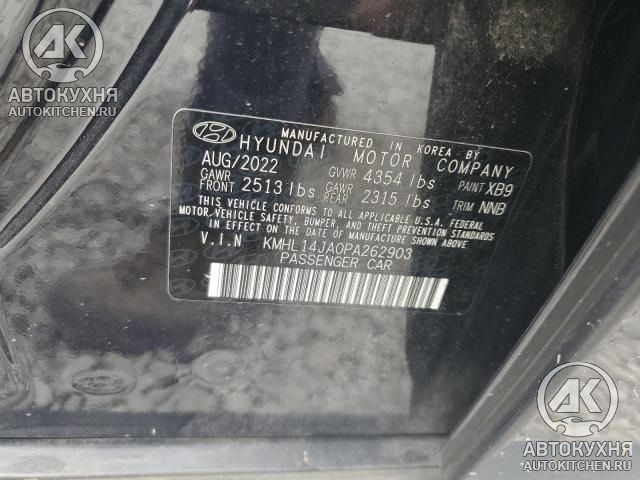 AK
АВТОКУХНЯ
AUTOKITCHEN.RU
MANUFACTURED IN KOREA BY
HYUNDAI MOTOR COMPANY
AUG/2022 GVWR 4354 lbs PAINT XB9
GAWR FRONT 2513 lbs GAWR REAR 2315 lbs TRIM NNB
THIS VEHICLE CONFORMS TO ALL APPLICABLE U.S.A. FEDERAL
MOTOR VEHICLE SAFETY, BUMPER, AND THEFT PREVENTION STANDARDS
IN EFFECT ON THE DATE OF MANUFACTURE SHOWN ABOVE
V.I.N KMHL14JA0PA262903
PASSENGER CAR
AK
АВТОКУХНЯ
AUTOKITCHEN.RU